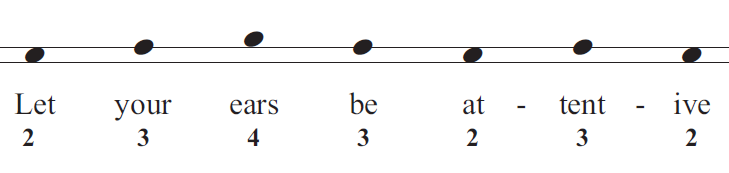 Let your ears be at - tent - ive
2 3 4 3 2 3 2